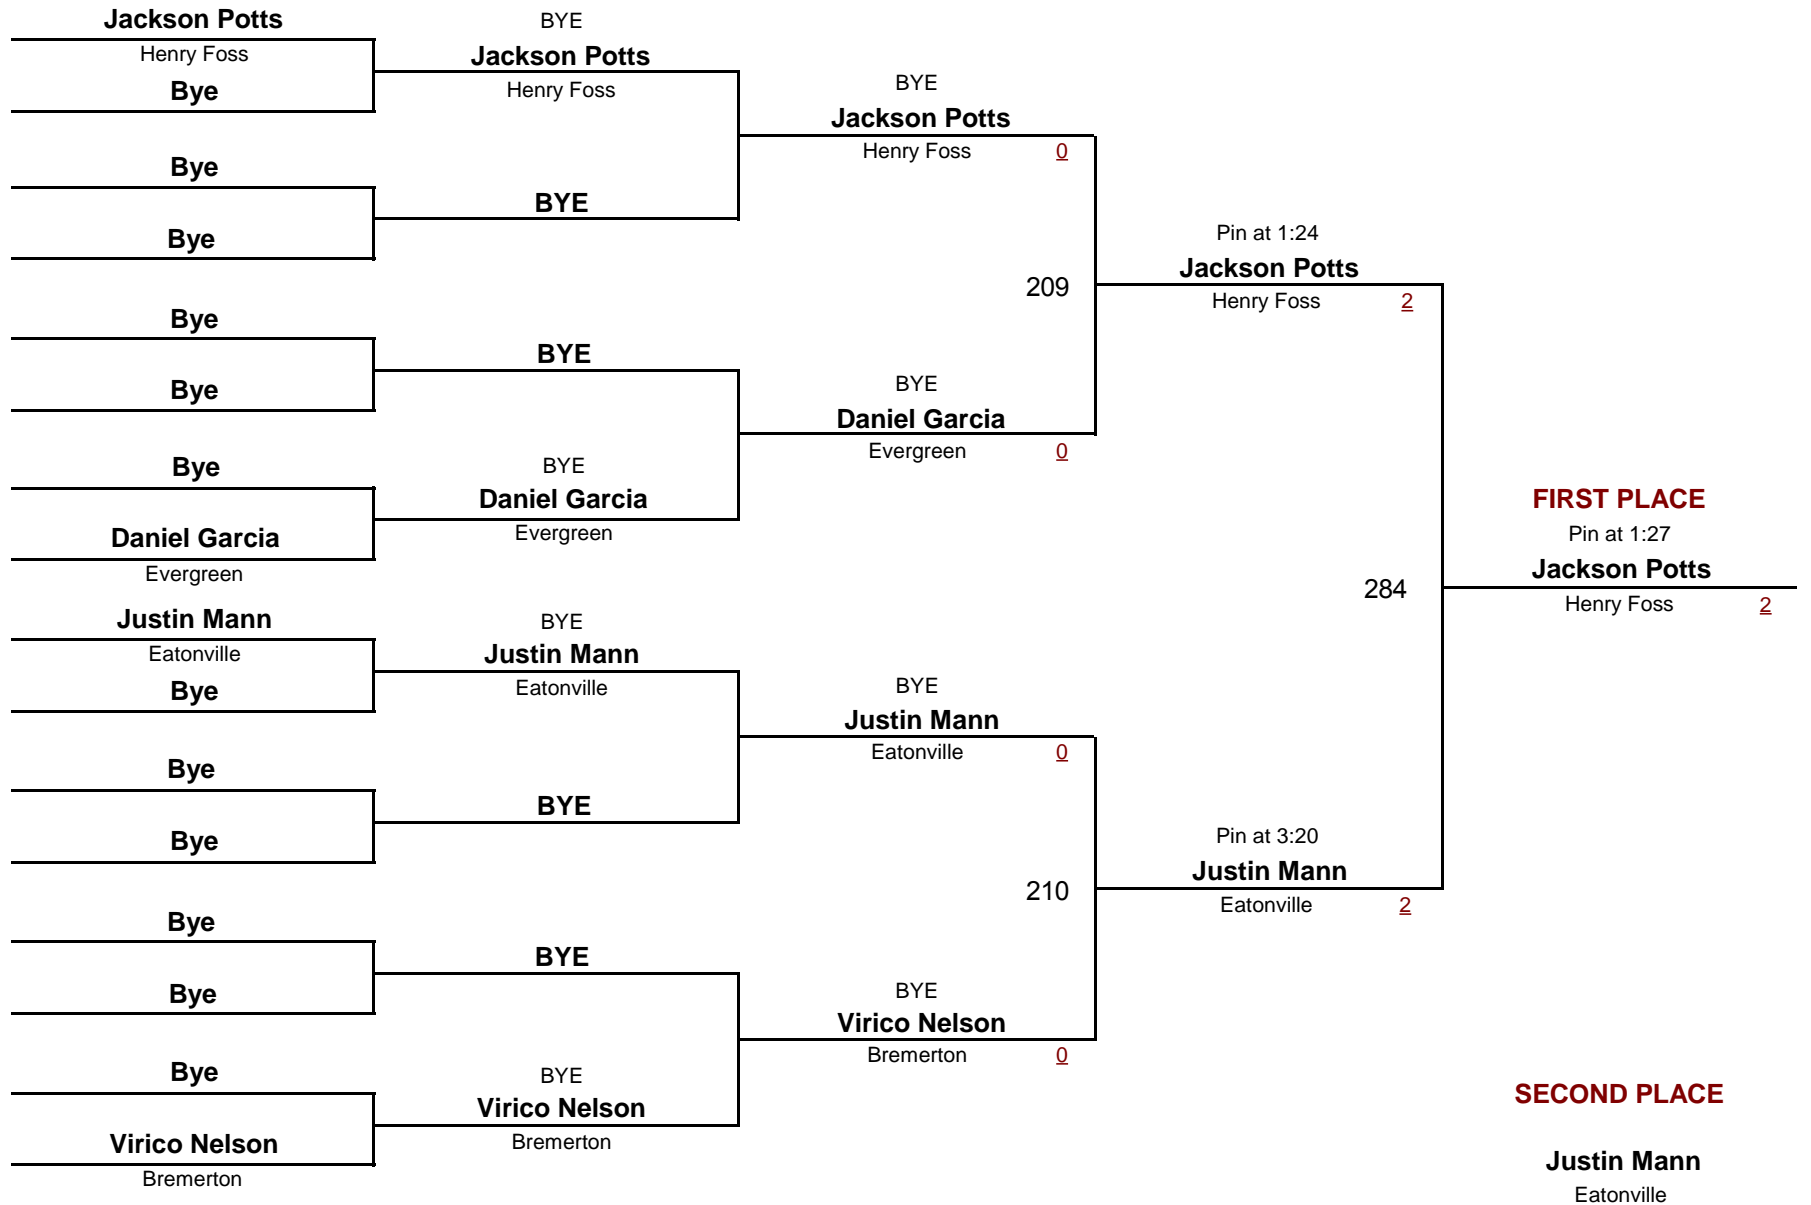 Jackson Potts
Henry Foss
Bye
Bye
Bye
Bye
Bye
Bye
Daniel Garcia
Evergreen
Justin Mann
Eatonville
Bye
Bye
Bye
Bye
Bye
Bye
Virico Nelson
Bremerton
BYE
Jackson Potts
Henry Foss
BYE
BYE
BYE
Daniel Garcia
Evergreen
BYE
Justin Mann
Eatonville
BYE
BYE
BYE
Virico Nelson
Bremerton
BYE
Jackson Potts
Henry Foss 0
209
BYE
Daniel Garcia
Evergreen 0
BYE
Justin Mann
Eatonville 0
210
BYE
Virico Nelson
Bremerton 0
Pin at 1:24
Jackson Potts
Henry Foss 2
284
Pin at 3:20
Justin Mann
Eatonville 2
FIRST PLACE
Pin at 1:27
Jackson Potts
Henry Foss 2
SECOND PLACE
Justin Mann
Eatonville